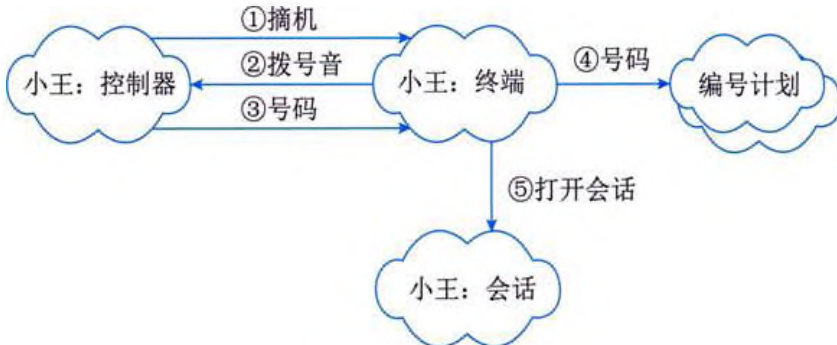 ①摘机
②拨号音
③号码
小王：控制器
小王：终端
④号码
编号计划
⑤打开会话
小王：会话